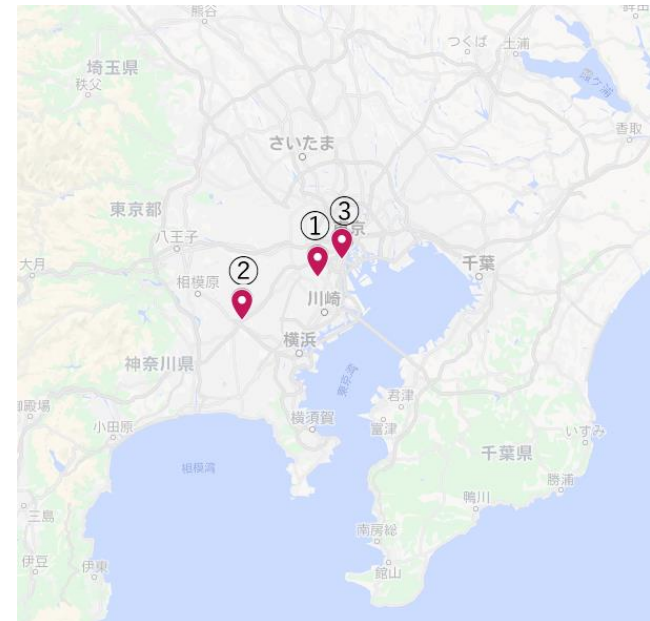 熊谷
つくば
土浦
埼玉県
秩父
霞ヶ浦
香取
さいたま
東京都
①
③
東京
八王子
大月
②
相模原
千葉
川崎
横浜
神奈川県
東京湾
御殿場
君津
小田原
横須賀
富津
いすみ
千葉県
相模湾
勝浦
三島
鴨川
南房総
伊豆
伊東
館山